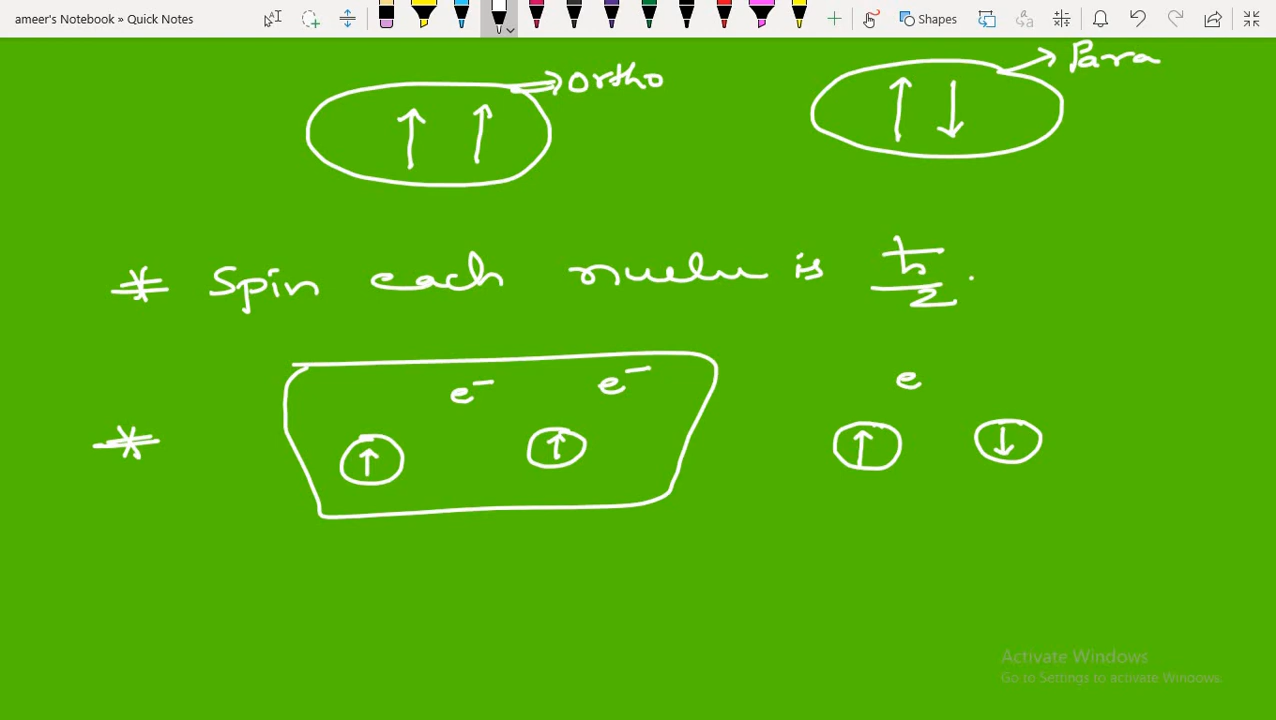 ameer's Notebook » Quick Notes
Shapes
Ortho
Para
* Spin each is ħ/2.
e⁻ e⁻ e
*
Activate Windows
Go to Settings to activate Windows.